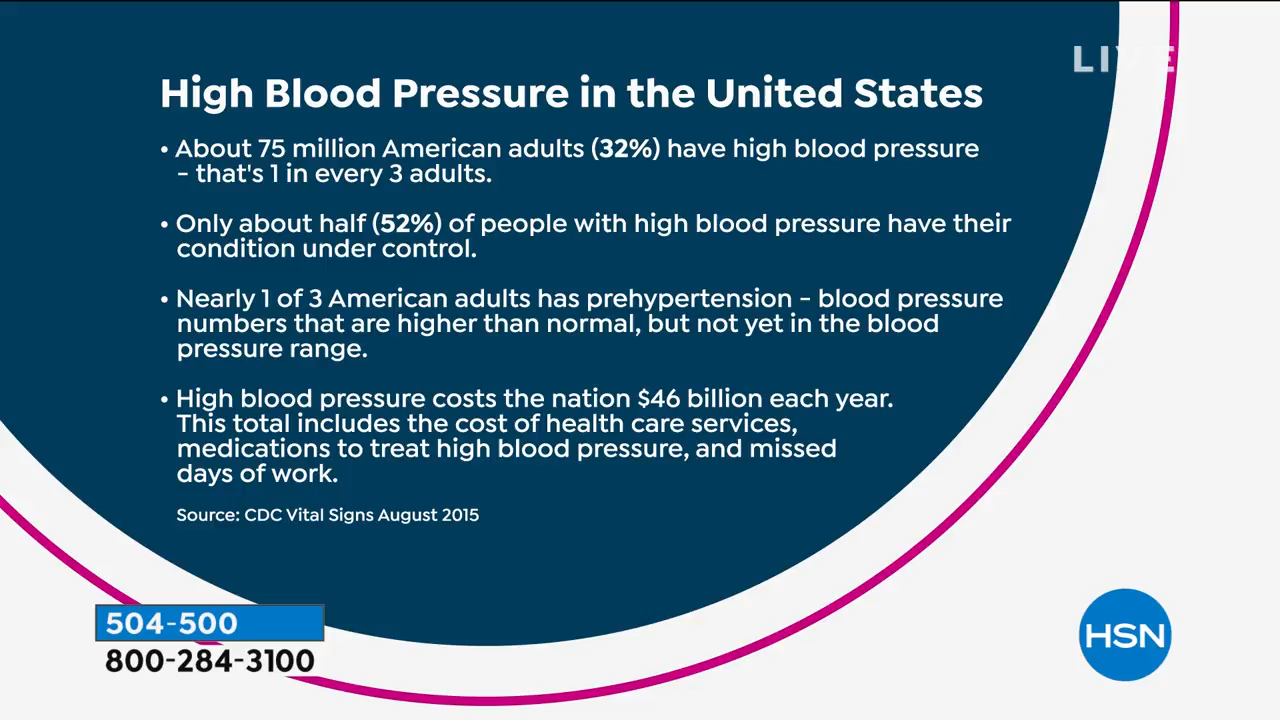 LIVE
High Blood Pressure in the United States
• About 75 million American adults (32%) have high blood pressure
- that's 1 in every 3 adults.
• Only about half (52%) of people with high blood pressure have their
condition under control.
• Nearly 1 of 3 American adults has prehypertension - blood pressure
numbers that are higher than normal, but not yet in the blood
pressure range.
• High blood pressure costs the nation $46 billion each year.
This total includes the cost of health care services,
medications to treat high blood pressure, and missed
days of work.
Source: CDC Vital Signs August 2015
504-500
800-284-3100
HSN